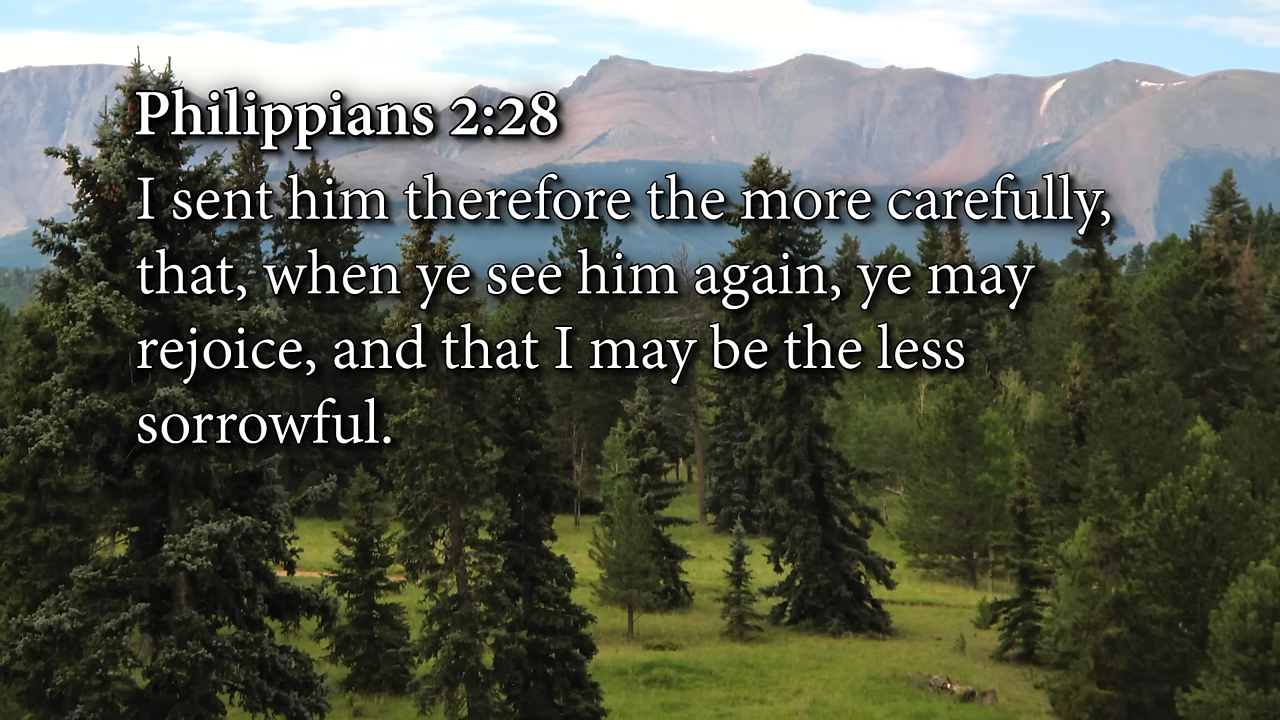 Philippians 2:28
I sent him therefore the more carefully,
that, when ye see him again, ye may
rejoice, and that I may be the less
sorrowful.